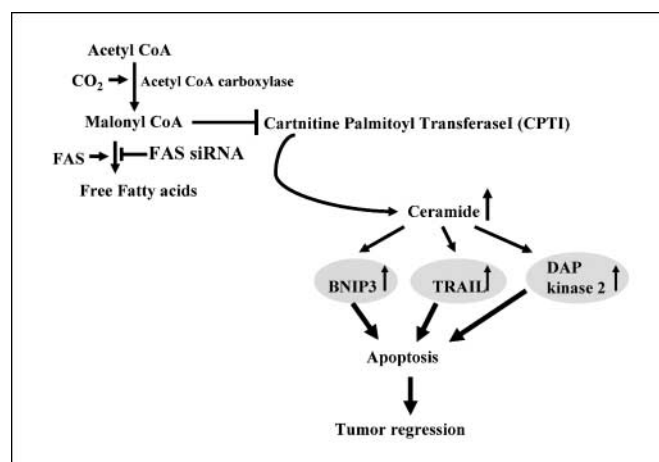 Acetyl CoA
CO2
Acetyl CoA carboxylase
Malonyl CoA
Cartnitine Palmitoyl TransferaseI (CPTI)
FAS
FAS siRNA
Free Fatty acids
Ceramide
BNIP3
TRAIL
DAP
kinase 2
Apoptosis
Tumor regression